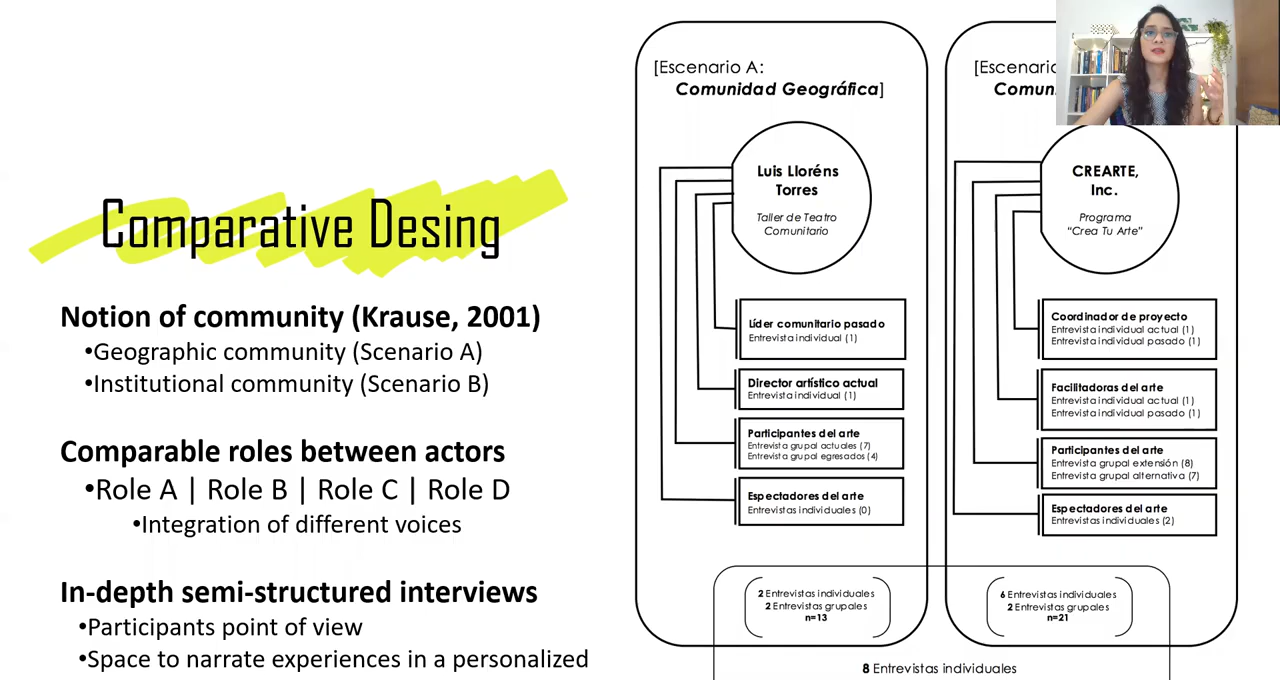 Comparative Desing
Notion of community (Krause, 2001)
•Geographic community (Scenario A)
•Institutional community (Scenario B)
Comparable roles between actors
•Role A | Role B | Role C | Role D
•Integration of different voices
In-depth semi-structured interviews
•Participants point of view
•Space to narrate experiences in a personalized
[Escenario A:
Comunidad Geográfica]
Luis Lloréns
Torres
Taller de Teatro
Comunitario
Líder comunitario pasado
Entrevista individual (1)
Director artístico actual
Entrevista individual (1)
Participantes del arte
Entrevista grupal actuales (7)
Entrevista grupal egresados (4)
Espectadores del arte
Entrevistas individuales (0)
2 Entrevistas individuales
2 Entrevistas grupales
n=13
[Escenario
Comun
CREARTE,
Inc.
Programa
“Crea Tu Arte”
Coordinador de proyecto
Entrevista individual actual (1)
Entrevista individual pasado (1)
Facilitadoras del arte
Entrevista individual actual (1)
Entrevista individual pasado (1)
Participantes del arte
Entrevista grupal extensión (8)
Entrevista grupal alternativa (7)
Espectadores del arte
Entrevistas individuales (2)
6 Entrevistas individuales
2 Entrevistas grupales
n=21
8 Entrevistas individuales